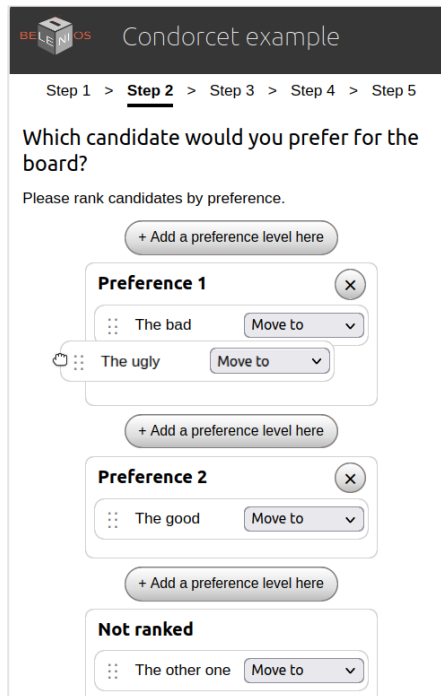 BELENIOS Condorcet example
Step 1 > Step 2 > Step 3 > Step 4 > Step 5
Which candidate would you prefer for the
board?
Please rank candidates by preference.
+ Add a preference level here
Preference 1
The bad Move to
The ugly Move to
+ Add a preference level here
Preference 2
The good Move to
+ Add a preference level here
Not ranked
The other one Move to